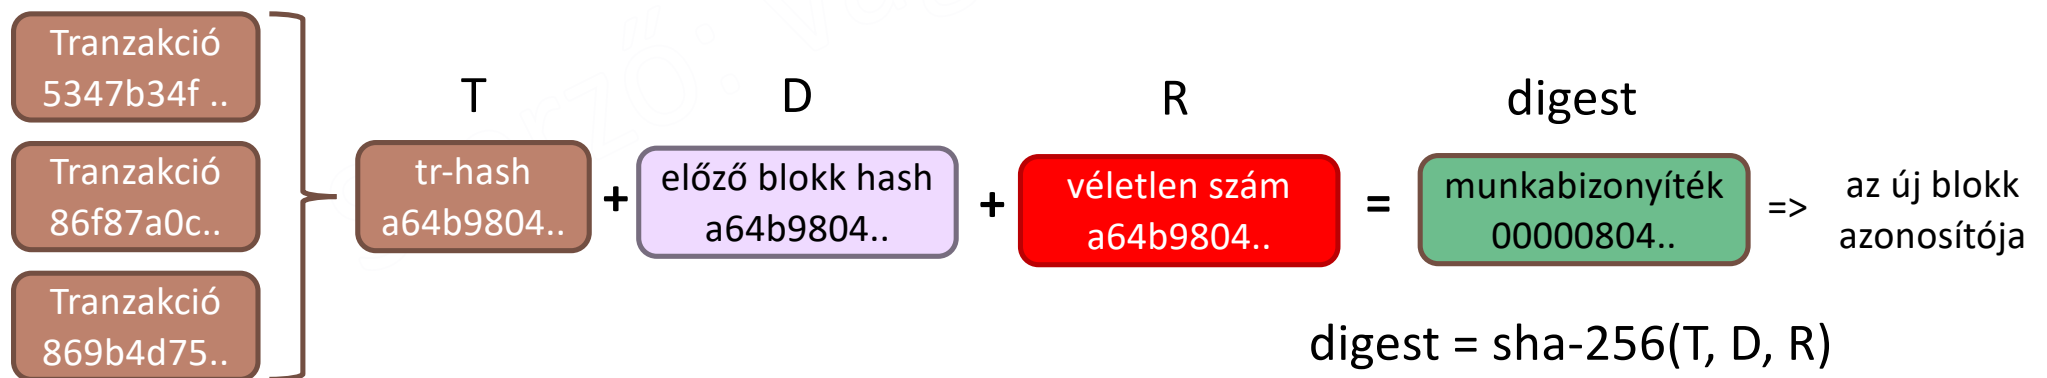 Tranzakció
5347b34f ..
Tranzakció
86f87a0c..
Tranzakció
869b4d75..
T
tr-hash
a64b9804..
+
D
előző blokk hash
a64b9804..
+
R
véletlen szám
a64b9804..
=
digest
munkabizonyíték
00000804..
=>
az új blokk
azonosítója
digest = sha-256(T, D, R)